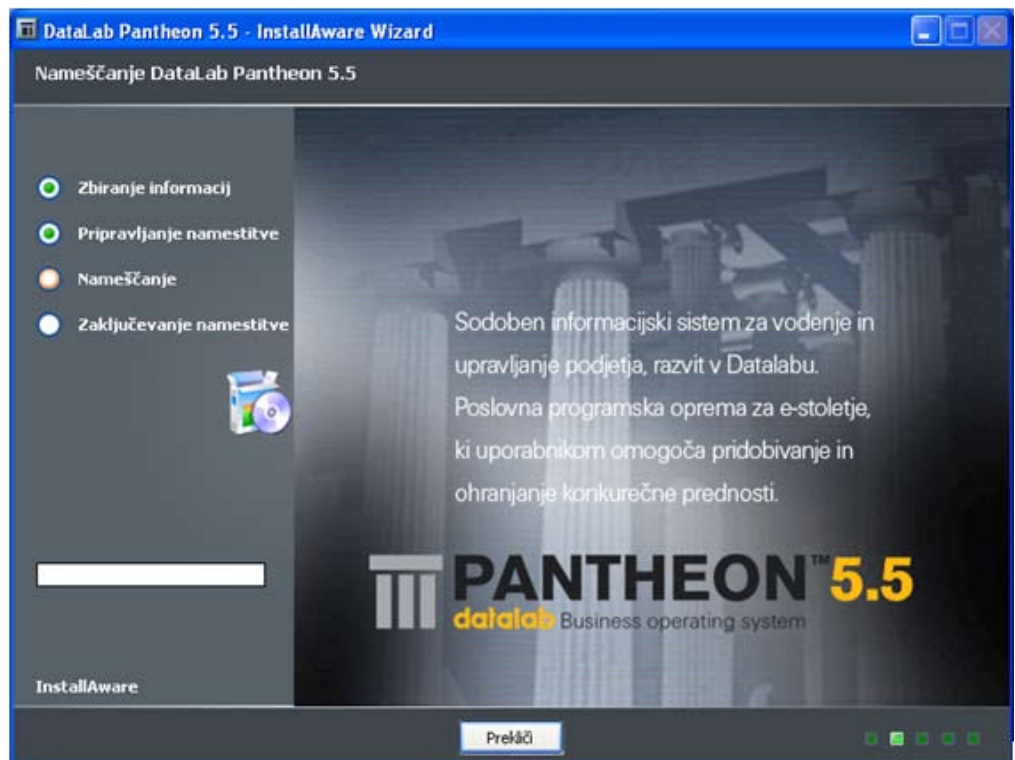 DataLab Pantheon 5.5 - InstallAware Wizard
Nameščanje DataLab Pantheon 5.5
Zbiranje informacij
Pripravljanje namestitve
Nameščanje
Zaključevanje namestitve
Sodoben informacijski sistem za vodenje in
upravljanje podjetja, razvit v Datalabu.
Poslovna programska oprema za e-stoletje,
ki uporabnikom omogoča pridobivanje in
ohranjanje konkurečne prednosti.
PANTHEON™ 5.5
datalab Business operating system
InstallAware
Prekliči